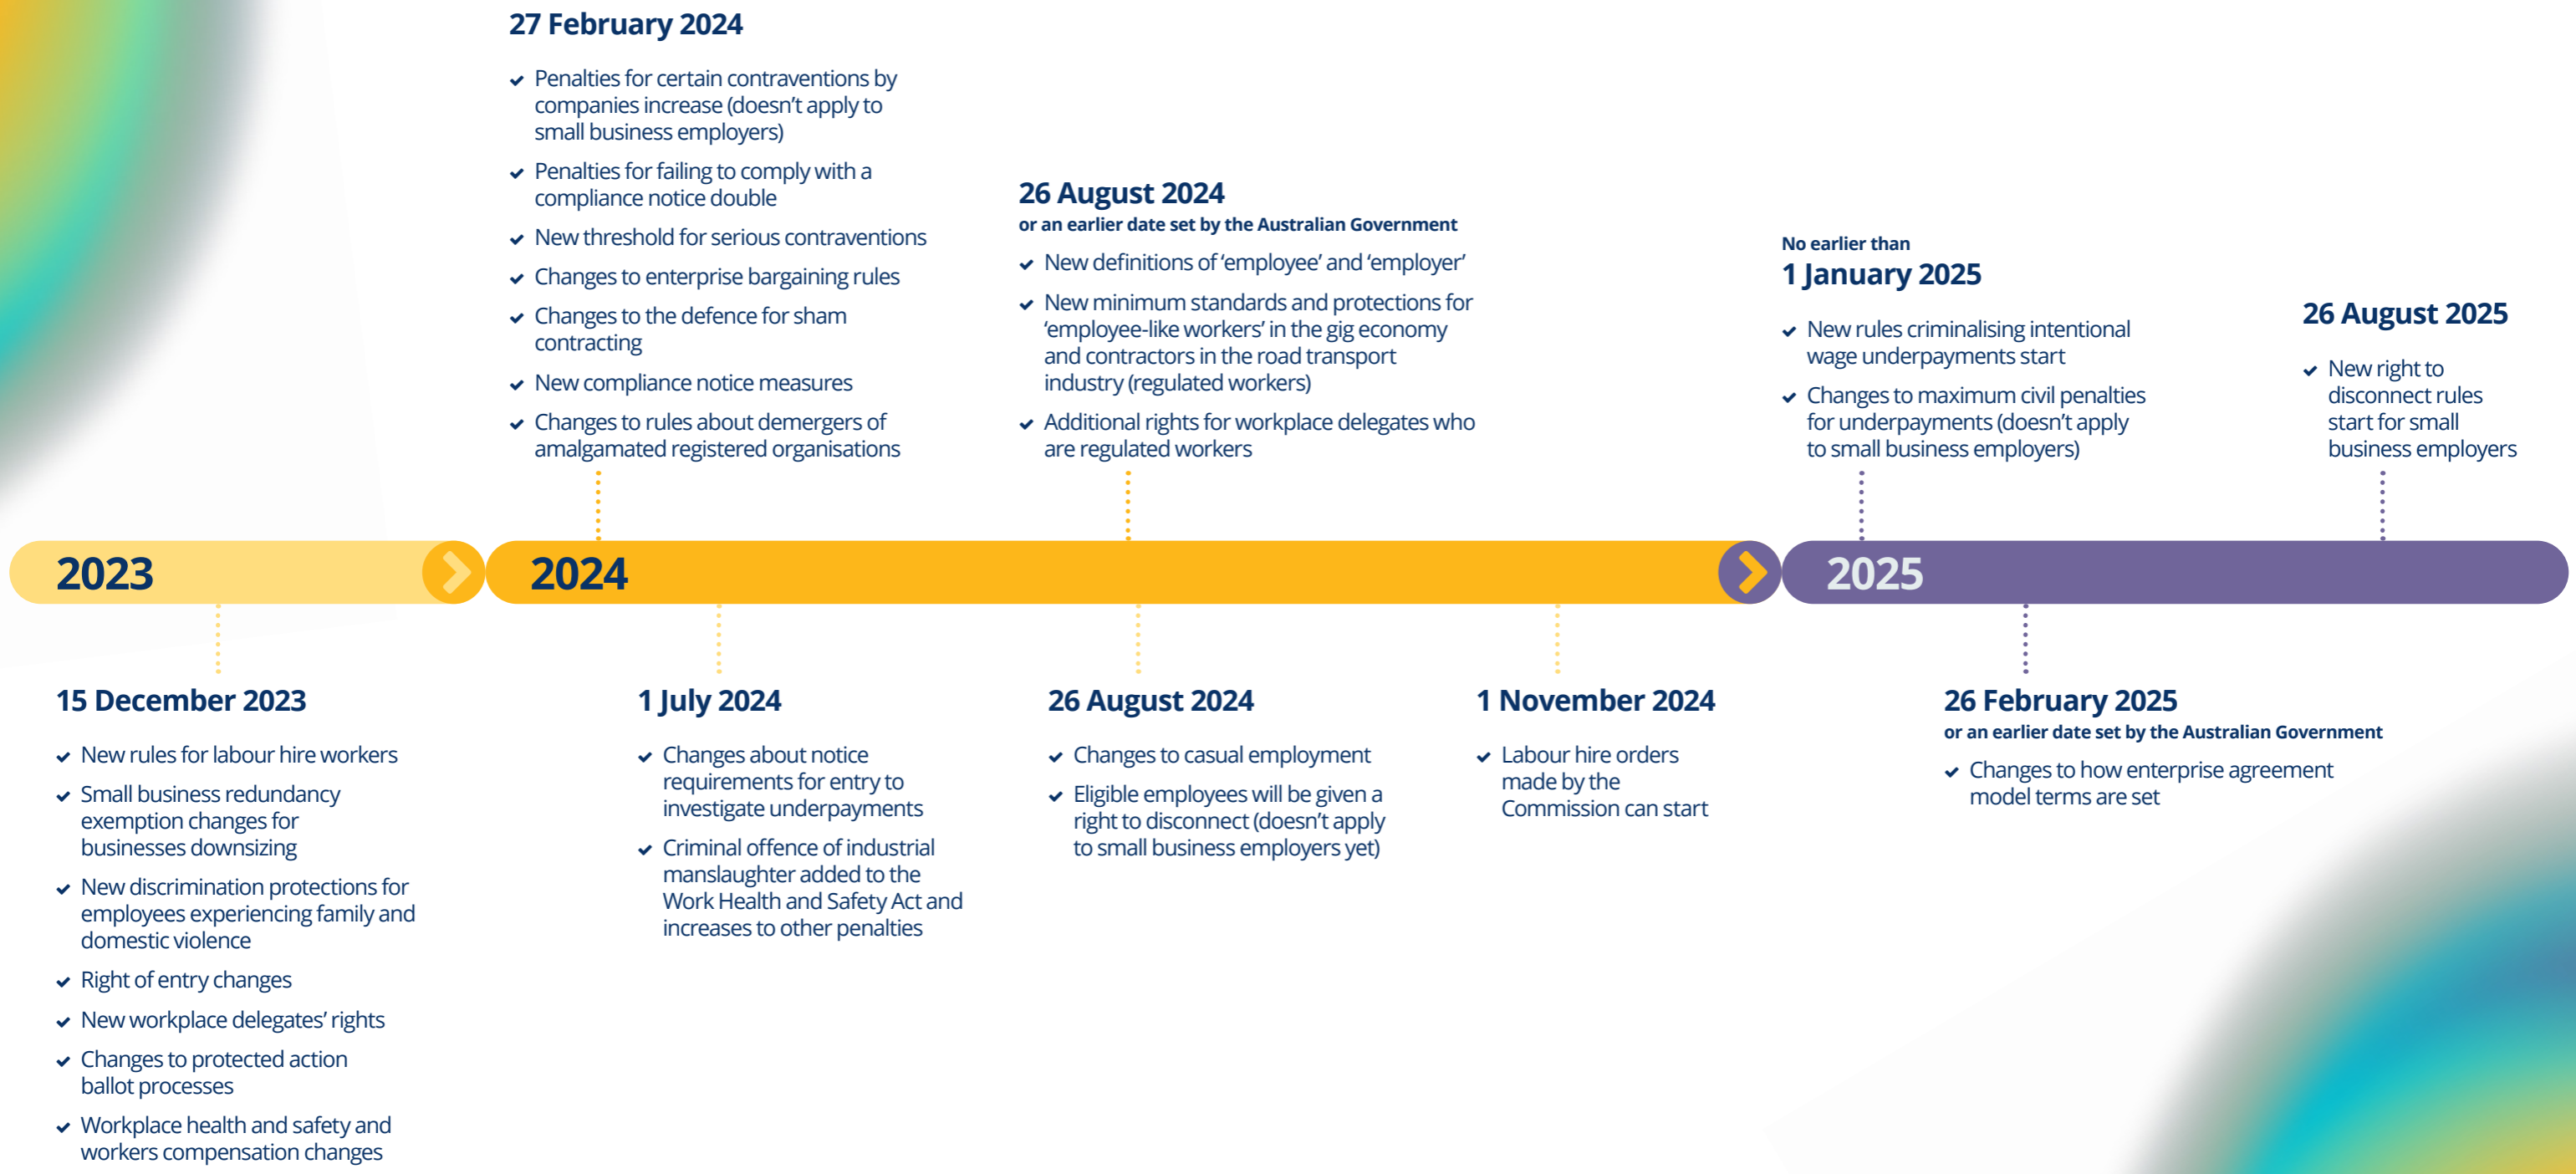 27 February 2024
Penalties for certain contraventions by
companies increase (doesn’t apply to
small business employers)
Penalties for failing to comply with a
compliance notice double
New threshold for serious contraventions
Changes to enterprise bargaining rules
Changes to the defence for sham
contracting
New compliance notice measures
Changes to rules about demergers of
amalgamated registered organisations
26 August 2024
or an earlier date set by the Australian Government
New definitions of ‘employee’ and ‘employer’
New minimum standards and protections for
‘employee-like workers’ in the gig economy
and contractors in the road transport
industry (regulated workers)
Additional rights for workplace delegates who
are regulated workers
No earlier than
1 January 2025
New rules criminalising intentional
wage underpayments start
Changes to maximum civil penalties
for underpayments (doesn’t apply
to small business employers)
26 August 2025
New right to
disconnect rules
start for small
business employers
2023
2024
2025
15 December 2023
New rules for labour hire workers
Small business redundancy
exemption changes for
businesses downsizing
New discrimination protections for
employees experiencing family and
domestic violence
Right of entry changes
New workplace delegates’ rights
Changes to protected action
ballot processes
Workplace health and safety and
workers compensation changes
1 July 2024
Changes about notice
requirements for entry to
investigate underpayments
Criminal offence of industrial
manslaughter added to the
Work Health and Safety Act and
increases to other penalties
26 August 2024
Changes to casual employment
Eligible employees will be given a
right to disconnect (doesn’t apply
to small business employers yet)
1 November 2024
Labour hire orders
made by the
Commission can start
26 February 2025
or an earlier date set by the Australian Government
Changes to how enterprise agreement
model terms are set